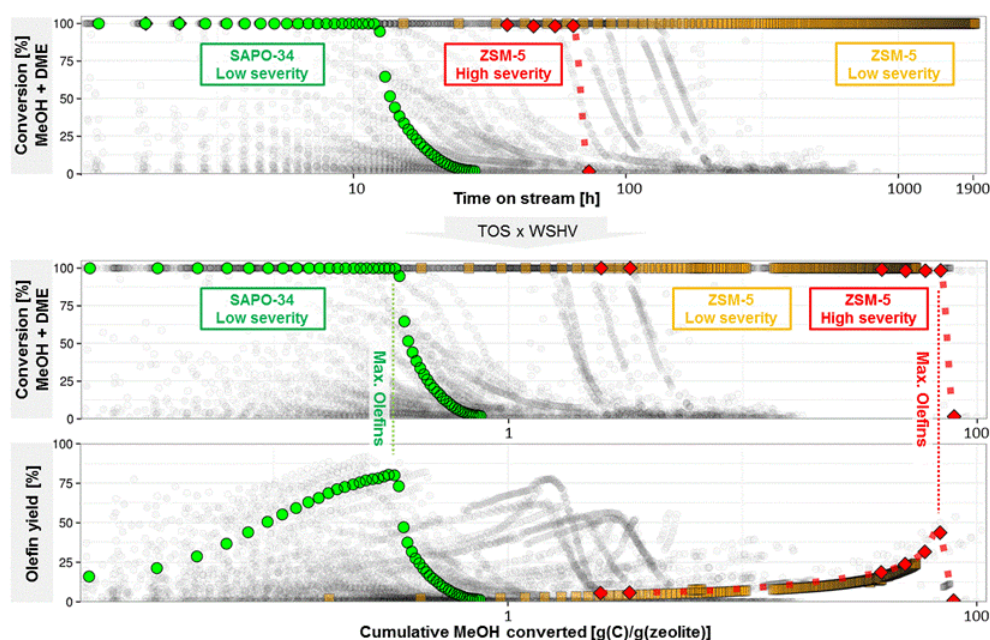 Conversion [%]
MeOH + DME
100
75
50
25
0
SAPO-34
Low severity
ZSM-5
High severity
ZSM-5
Low severity
10
100
1000
1900
Time on stream [h]
TOS x WSHV
Conversion [%]
MeOH + DME
100
75
50
25
0
SAPO-34
Low severity
ZSM-5
Low severity
ZSM-5
High severity
Max. Olefins
Max. Olefins
1
100
Olefin yield [%]
100
75
50
25
0
1
100
Cumulative MeOH converted [g(C)/g(zeolite)]